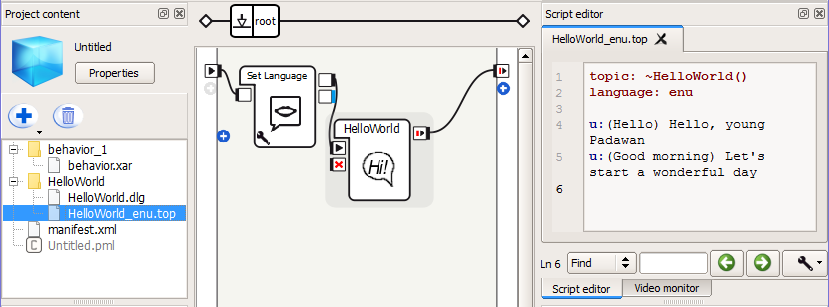 Project content
Untitled
Properties
behavior_1
behavior.xar
HelloWorld
HelloWorld.dlg
HelloWorld_enu.top
manifest.xml
C Untitled.pml
root
Set Language
HelloWorld
Hi!
Script editor
HelloWorld_enu.top
1 topic: ~HelloWorld()
2 language: enu
3
4 u:(Hello) Hello, young
Padawan
5 u:(Good morning) Let's
start a wonderful day
6
Ln 6 Find
Script editor Video monitor